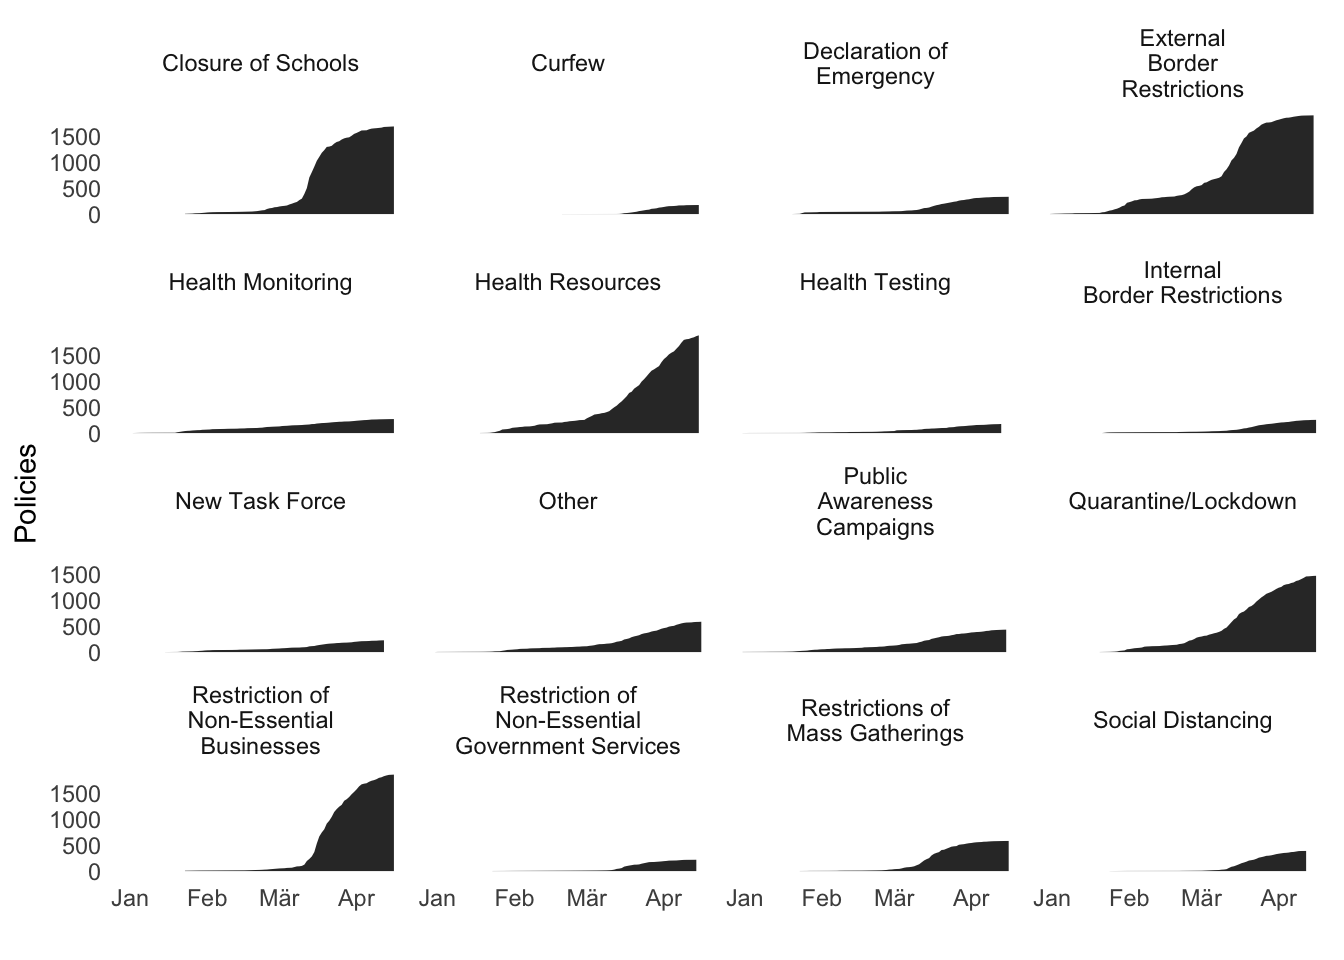 Closure of Schools
Curfew
Declaration of
Emergency
External
Border
Restrictions
1500
1000
500
0
Health Monitoring
Health Resources
Health Testing
Internal
Border Restrictions
1500
1000
500
0
Policies
New Task Force
Other
Public
Awareness
Campaigns
Quarantine/Lockdown
1500
1000
500
0
Restriction of
Non-Essential
Businesses
Restriction of
Non-Essential
Government Services
Restrictions of
Mass Gatherings
Social Distancing
1500
1000
500
0
Jan Feb Mär Apr Jan Feb Mär Apr Jan Feb Mär Apr Jan Feb Mär Apr